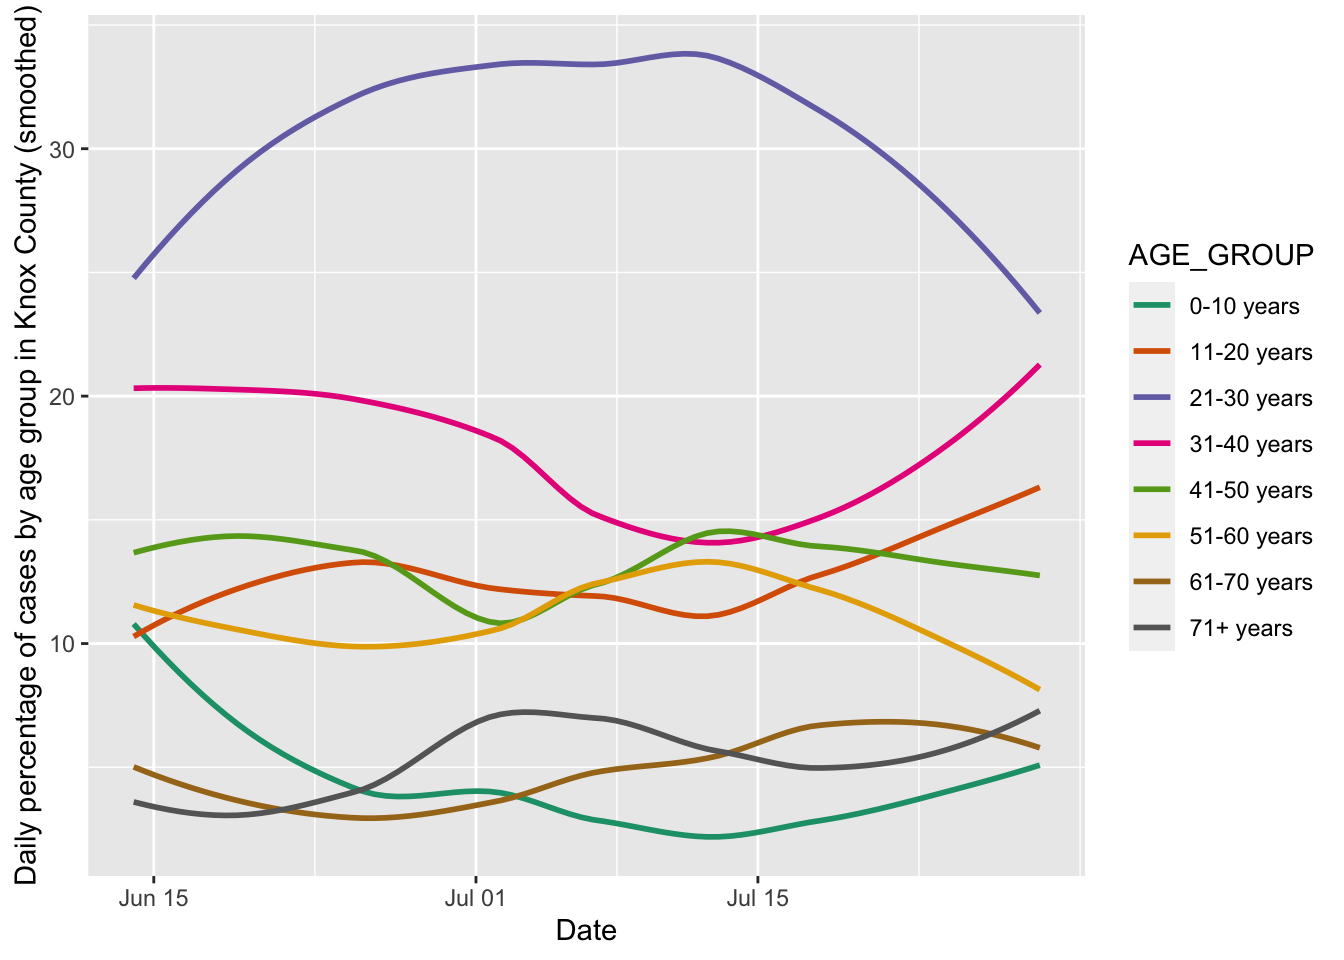 Daily percentage of cases by age group in Knox County (smoothed)
30
20
10
Jun 15
Jul 01
Jul 15
Date
AGE_GROUP
0-10 years
11-20 years
21-30 years
31-40 years
41-50 years
51-60 years
61-70 years
71+ years